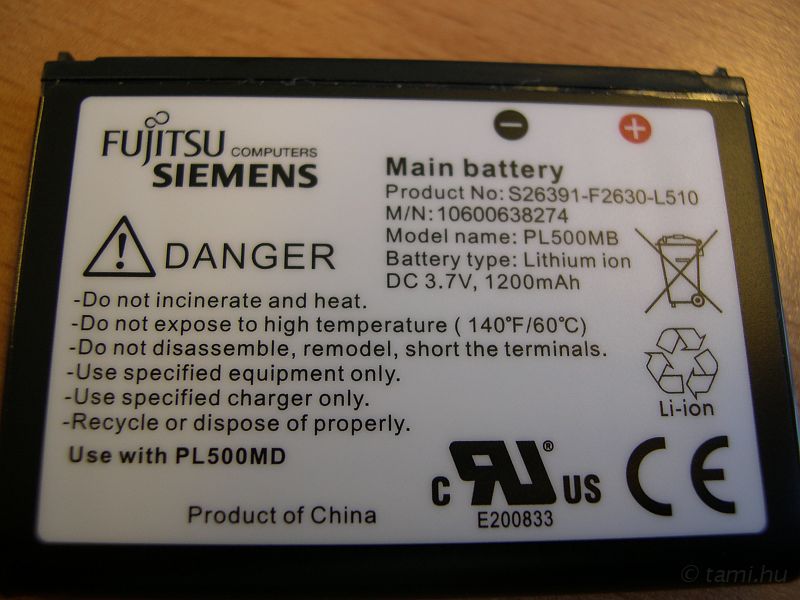 FUJITSU COMPUTERS
SIEMENS
Main battery
Product No: S26391-F2630-L510
M/N:10600638274
Model name: PL500MB
Battery type: Lithium ion
DC 3.7V, 1200mAh
DANGER
-Do not incinerate and heat.
-Do not expose to high temperature ( 140°F/60°C)
-Do not disassemble, remodel, short the terminals.
-Use specified equipment only.
-Use specified charger only.
-Recycle or dispose of properly.
Li-ion
Use with PL500MD
C RU ® US
E200833
CE
Product of China
© tami.hu